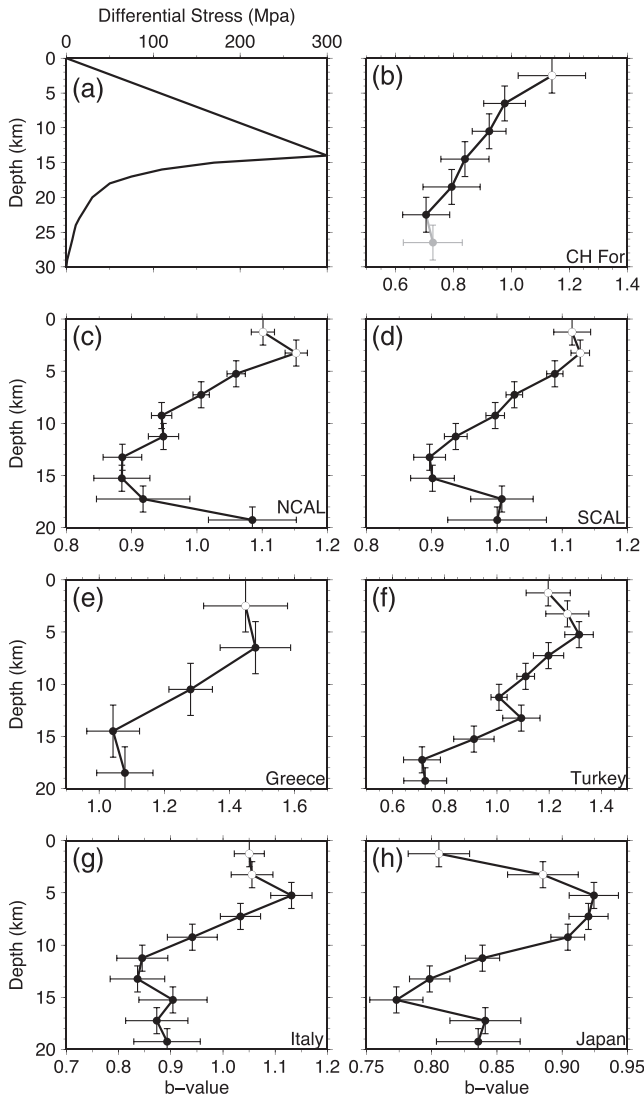 Differential Stress (Mpa)
0 100 200 300
0
5
10
15
20
25
30
Depth (km)
(a)
(b)
CH For
0.6 0.8 1.0 1.2 1.4
0
5
10
15
20
Depth (km)
(c)
NCAL
0.8 0.9 1.0 1.1 1.2
(d)
SCAL
0.8 0.9 1.0 1.1 1.2
0
5
10
15
20
Depth (km)
(e)
Greece
1.0 1.2 1.4 1.6
(f)
Turkey
0.6 0.8 1.0 1.2 1.4
0
5
10
15
20
Depth (km)
(g)
Italy
0.7 0.8 0.9 1.0 1.1 1.2
b-value
(h)
Japan
0.75 0.80 0.85 0.90 0.95
b-value